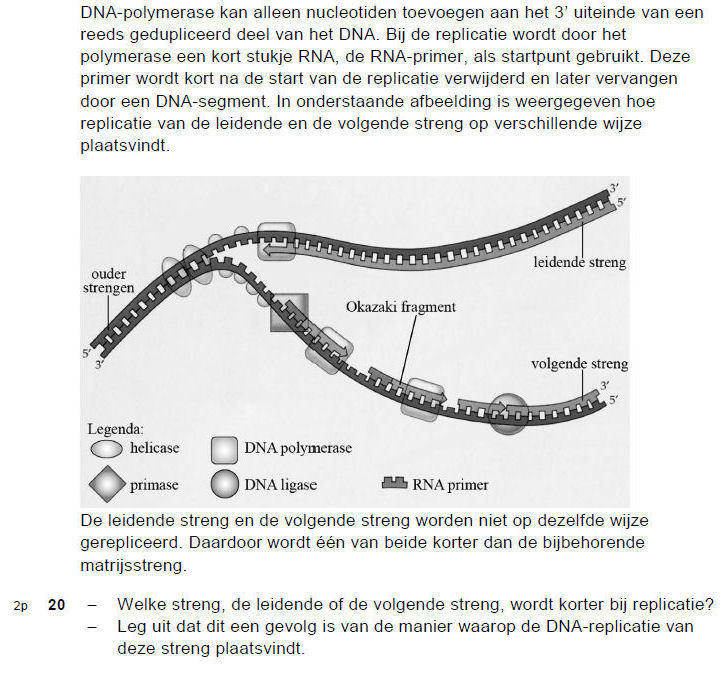 DNA-polymerase kan alleen nucleotiden toevoegen aan het 3’ uiteinde van een
reeds gedupliceerd deel van het DNA. Bij de replicatie wordt door het
polymerase een kort stukje RNA, de RNA-primer, als startpunt gebruikt. Deze
primer wordt kort na de start van de replicatie verwijderd en later vervangen
door een DNA-segment. In onderstaande afbeelding is weergegeven hoe
replicatie van de leidende en de volgende streng op verschillende wijze
plaatsvindt.
3'
5'
leidende streng
ouder
strengen
Okazaki fragment
5'
3'
volgende streng
3'
5'
Legenda:
helicase
DNA polymerase
primase
DNA ligase
RNA primer
De leidende streng en de volgende streng worden niet op dezelfde wijze
gerepliceerd. Daardoor wordt één van beide korter dan de bijbehorende
matrijsstreng.
2p 20 – Welke streng, de leidende of de volgende streng, wordt korter bij replicatie?
– Leg uit dat dit een gevolg is van de manier waarop de DNA-replicatie van
deze streng plaatsvindt.